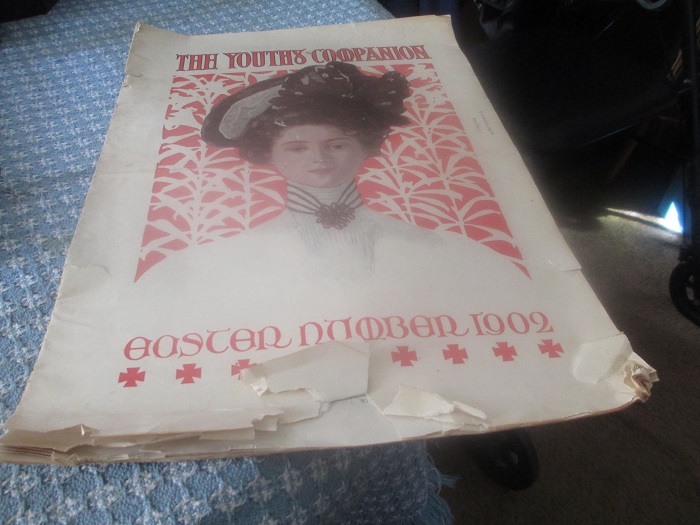 THE YOUTH'S COMPANION
EASTER NUMBER 1902